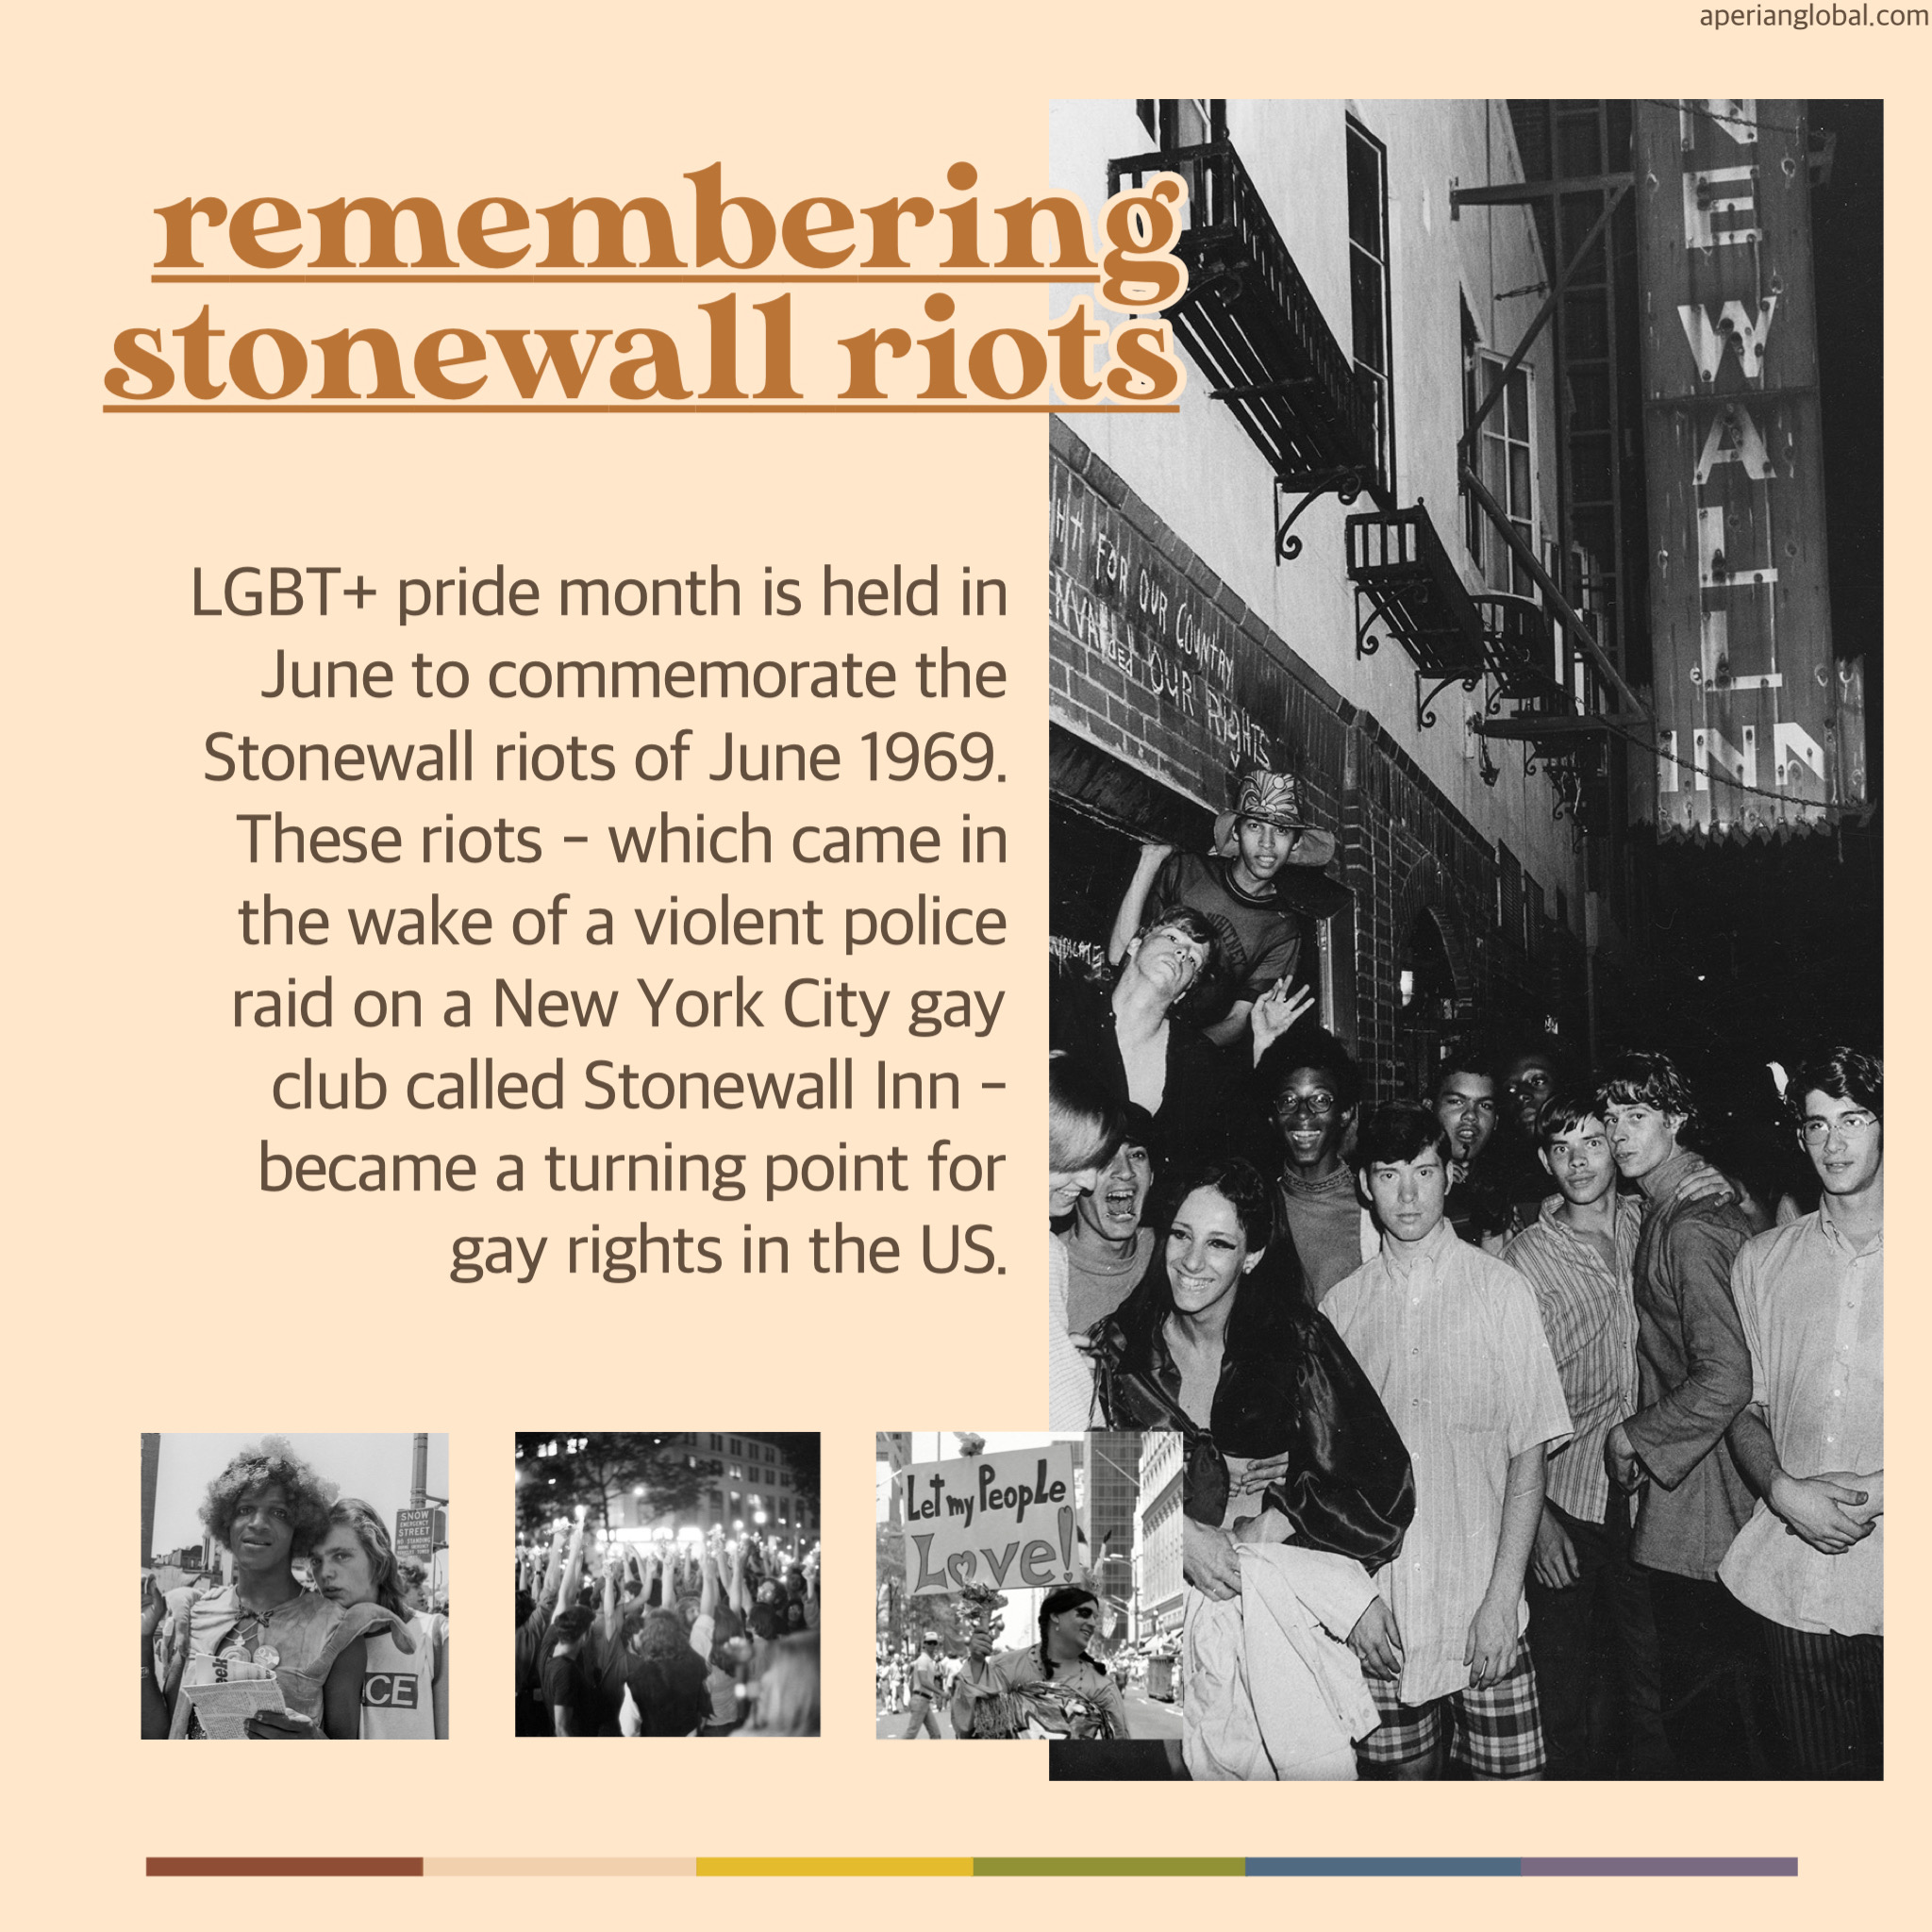 aperianglobal.com
remembering
stonewall riots
LGBT+ pride month is held in
June to commemorate the
Stonewall riots of June 1969.
These riots - which came in
the wake of a violent police
raid on a New York City gay
club called Stonewall Inn -
became a turning point for
gay rights in the US.
NEWALL
INN
FOR OUR COUNTRY
OUR RIGHTS
SNOW
EMERGENCY
STREET
NO STANDING
CE
Let my People
Love!